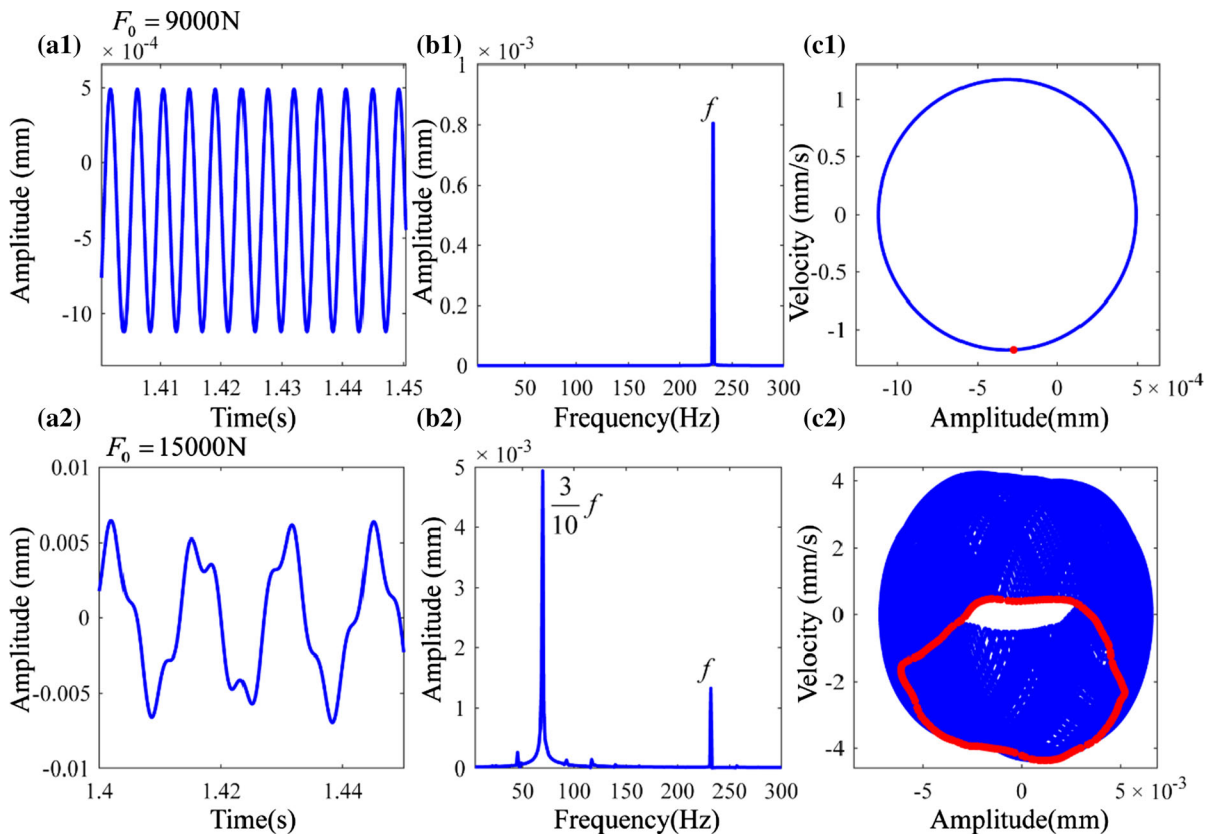 F₀ = 9000N
(a1)
× 10⁻⁴
5
0
-5
-10
Amplitude (mm)
1.41 1.42 1.43 1.44 1.45
Time(s)
(b1)
× 10⁻³
1
0.8
0.6
0.4
0.2
0
Amplitude (mm)
f
50 100 150 200 250 300
Frequency(Hz)
(c1)
1
0.5
0
-0.5
-1
Velocity (mm/s)
-10 -5 0 5 × 10⁻⁴
Amplitude(mm)
(a2)
F₀ = 15000N
0.01
0.005
0
-0.005
-0.01
Amplitude (mm)
1.4 1.42 1.44
Time(s)
(b2)
× 10⁻³
5
4
3
2
1
0
Amplitude (mm)
3/10 f
f
50 100 150 200 250 300
Frequency(Hz)
(c2)
4
2
0
-2
-4
Velocity (mm/s)
-5 0 5 × 10⁻³
Amplitude(mm)